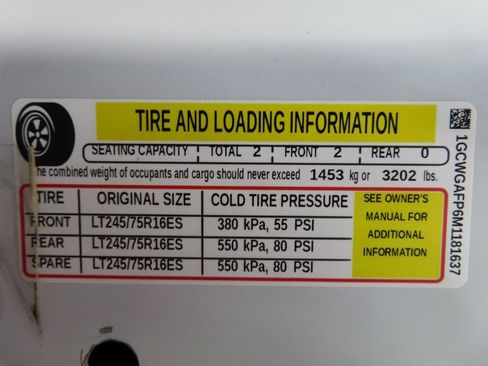 TIRE AND LOADING INFORMATION
SEATING CAPACITY TOTAL 2 FRONT 2 REAR 0
The combined weight of occupants and cargo should never exceed 1453 kg or 3202 lbs.
TIRE ORIGINAL SIZE COLD TIRE PRESSURE
FRONT LT245/75R16ES 380 kPa, 55 PSI
REAR LT245/75R16ES 550 kPa, 80 PSI
SPARE LT245/75R16ES 550 kPa, 80 PSI
SEE OWNER'S
MANUAL FOR
ADDITIONAL
INFORMATION
1GCWGAFP6M1181637